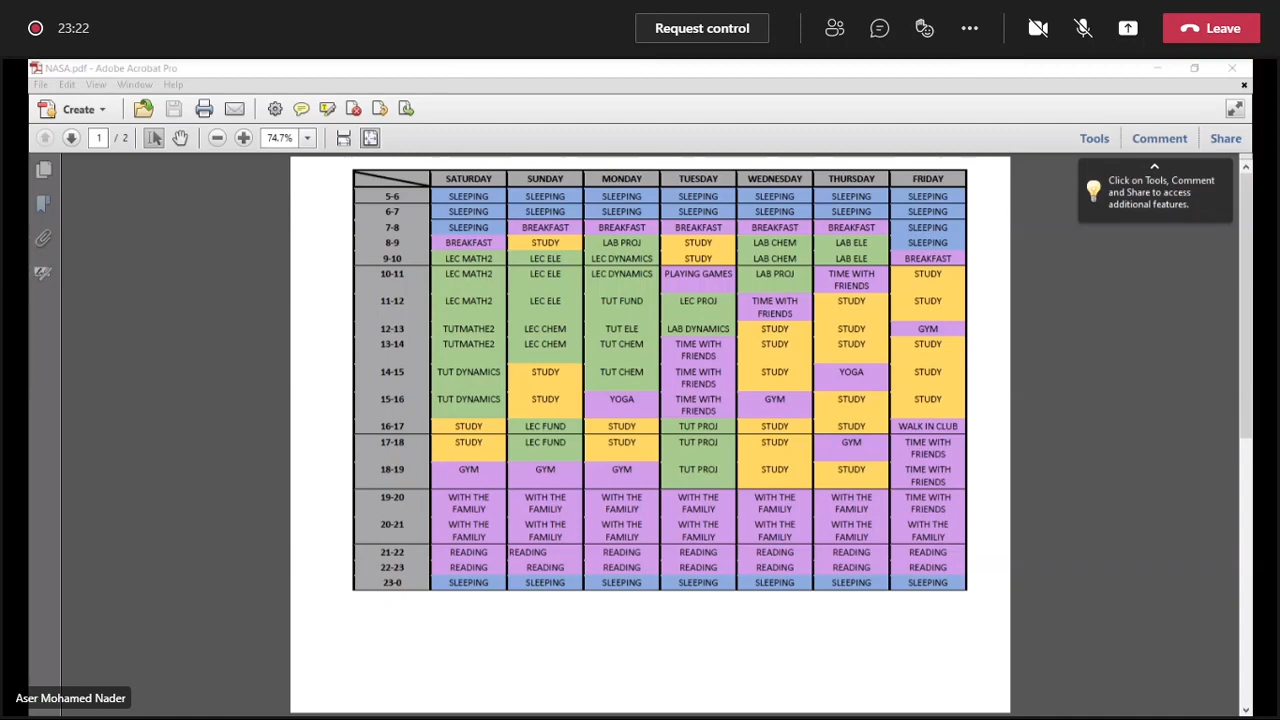 23:22 Request control Leave
NASA.pdf - Adobe Acrobat Pro
File Edit View Window Help
Create
1 / 2 74.7% Tools Comment Share
Click on Tools, Comment
and Share to access
additional features.
SATURDAY SUNDAY MONDAY TUESDAY WEDNESDAY THURSDAY FRIDAY
5-6 SLEEPING SLEEPING SLEEPING SLEEPING SLEEPING SLEEPING SLEEPING
6-7 SLEEPING SLEEPING SLEEPING SLEEPING SLEEPING SLEEPING SLEEPING
7-8 SLEEPING BREAKFAST BREAKFAST BREAKFAST BREAKFAST BREAKFAST SLEEPING
8-9 BREAKFAST STUDY LAB PROJ STUDY LAB CHEM LAB ELE SLEEPING
9-10 LEC MATH2 LEC ELE LEC DYNAMICS STUDY LAB CHEM LAB ELE BREAKFAST
10-11 LEC MATH2 LEC ELE LEC DYNAMICS PLAYING GAMES LAB PROJ TIME WITH STUDY
FRIENDS
11-12 LEC MATH2 LEC ELE TUT FUND LEC PROJ TIME WITH STUDY STUDY
FRIENDS
12-13 TUTMATHE2 LEC CHEM TUT ELE LAB DYNAMICS STUDY STUDY GYM
13-14 TUTMATHE2 LEC CHEM TUT CHEM TIME WITH STUDY STUDY STUDY
FRIENDS
14-15 TUT DYNAMICS STUDY TUT CHEM TIME WITH STUDY YOGA STUDY
FRIENDS
15-16 TUT DYNAMICS STUDY YOGA TIME WITH GYM STUDY STUDY
FRIENDS
16-17 STUDY LEC FUND STUDY TUT PROJ STUDY STUDY WALK IN CLUB
17-18 STUDY LEC FUND STUDY TUT PROJ STUDY GYM TIME WITH
FRIENDS
18-19 GYM GYM GYM TUT PROJ STUDY STUDY TIME WITH
FRIENDS
19-20 WITH THE WITH THE WITH THE WITH THE WITH THE WITH THE TIME WITH
FAMILIY FAMILIY FAMILIY FAMILIY FAMILIY FAMILIY FRIENDS
20-21 WITH THE WITH THE WITH THE WITH THE WITH THE WITH THE WITH THE
FAMILIY FAMILIY FAMILIY FAMILIY FAMILIY FAMILIY FAMILIY
21-22 READING READING READING READING READING READING READING
22-23 READING READING READING READING READING READING READING
23-0 SLEEPING SLEEPING SLEEPING SLEEPING SLEEPING SLEEPING SLEEPING
Aser Mohamed Nader